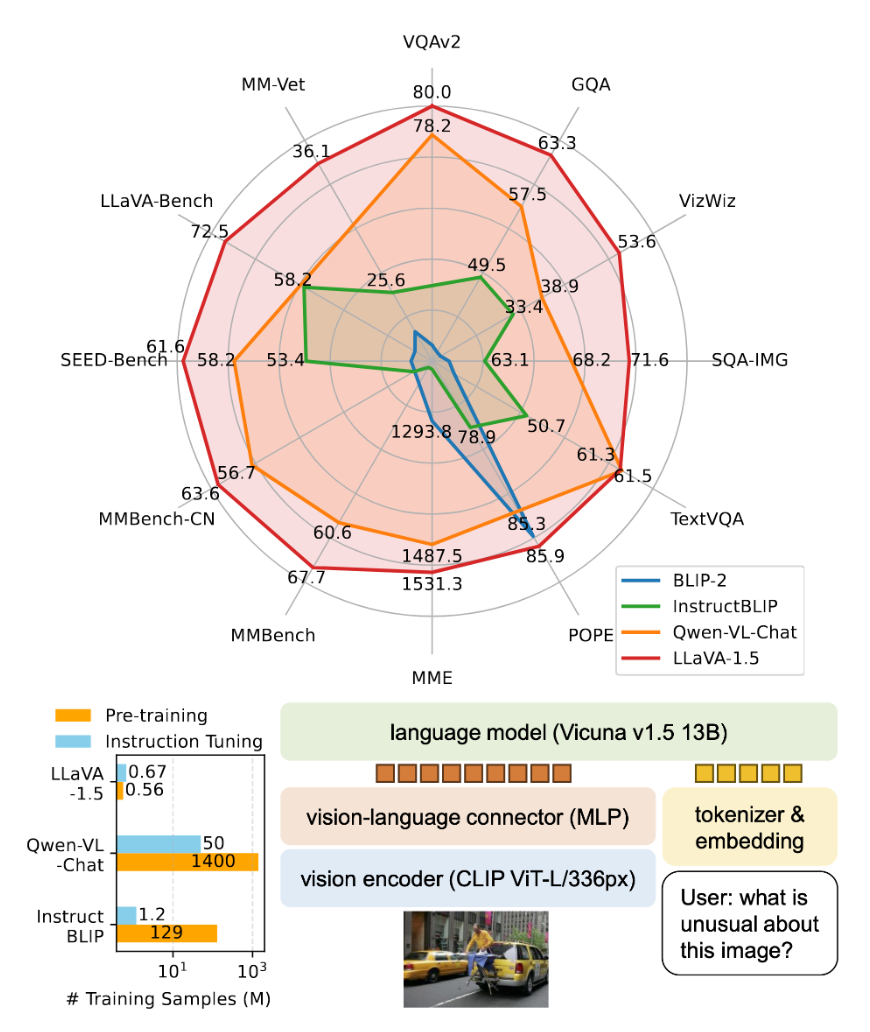 VQAv2
MM-Vet
GQA
80.0
78.2
36.1
63.3
LLaVA-Bench
VizWiz
57.5
72.5
53.6
58.2
25.6
49.5
38.9
33.4
61.6
SEED-Bench
58.2
53.4
63.1
68.2
71.6
SQA-IMG
50.7
1293.8
78.9
61.3
56.7
61.5
63.6
MMBench-CN
TextVQA
60.6
85.3
1487.5
85.9
67.7
1531.3
MMBench
POPE
MME
BLIP-2
InstructBLIP
Qwen-VL-Chat
LLaVA-1.5
Pre-training
Instruction Tuning
LLaVA
-1.5
0.67
0.56
Qwen-VL
-Chat
50
1400
Instruct
BLIP
1.2
129
10¹
10³
# Training Samples (M)
language model (Vicuna v1.5 13B)
vision-language connector (MLP)
tokenizer &
embedding
vision encoder (CLIP ViT-L/336px)
User: what is
unusual about
this image?